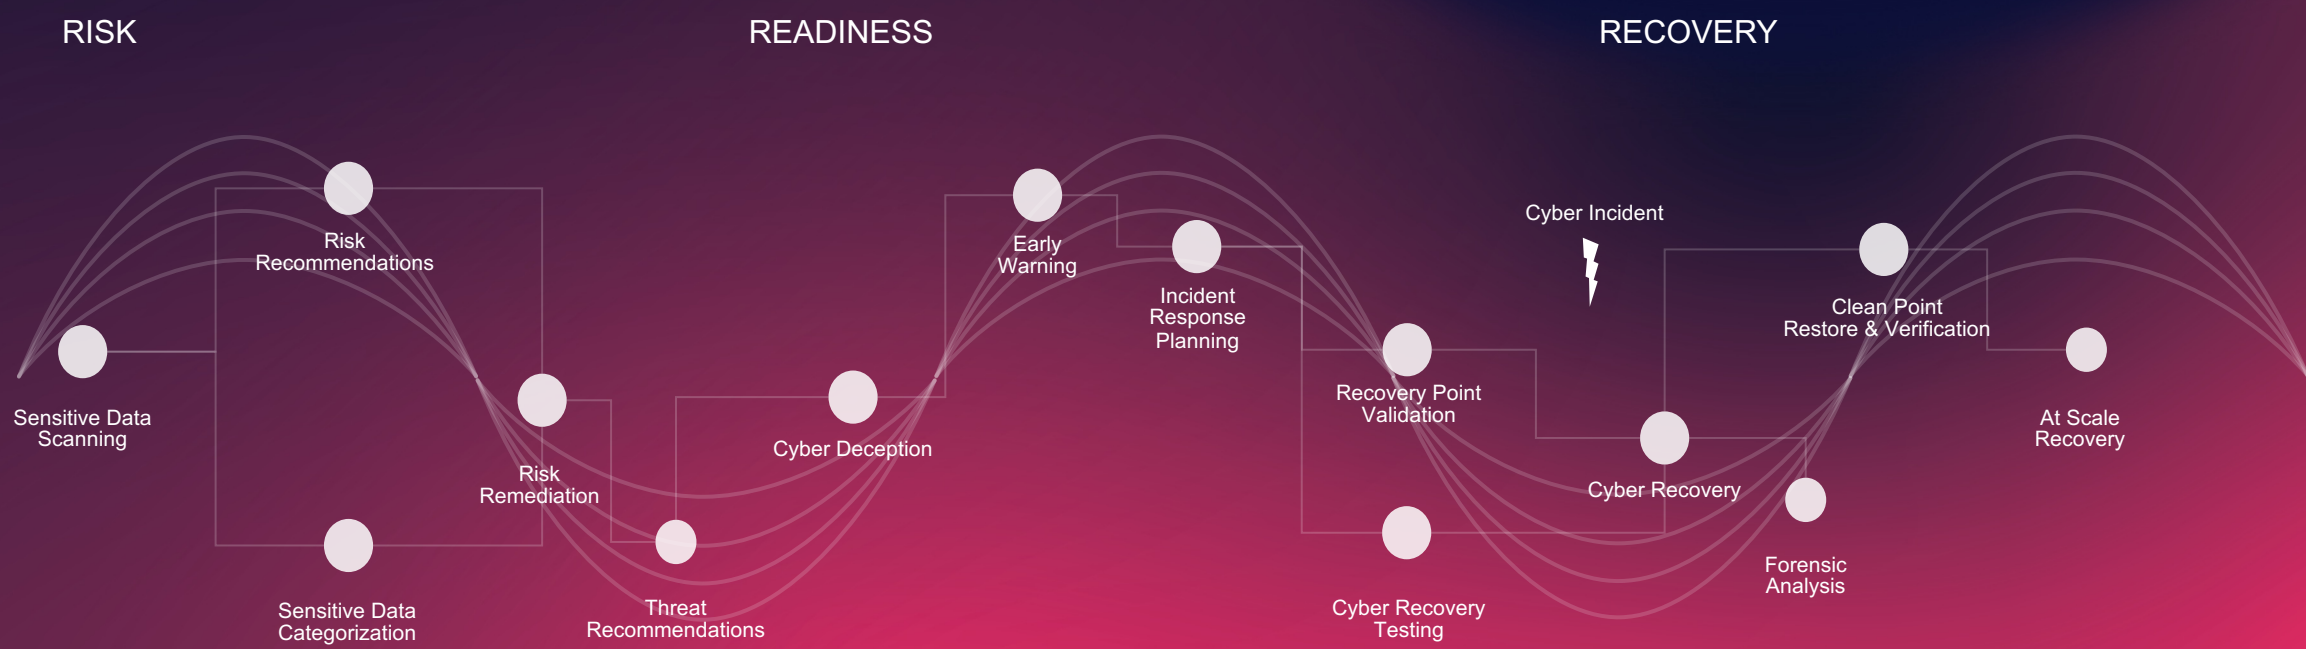 RISK
READINESS
RECOVERY
Risk
Recommendations
Sensitive Data
Scanning
Sensitive Data
Categorization
Risk
Remediation
Threat
Recommendations
Cyber Deception
Early
Warning
Incident
Response
Planning
Recovery Point
Validation
Cyber Recovery
Testing
Cyber Incident
Cyber Recovery
Forensic
Analysis
Clean Point
Restore & Verification
At Scale
Recovery